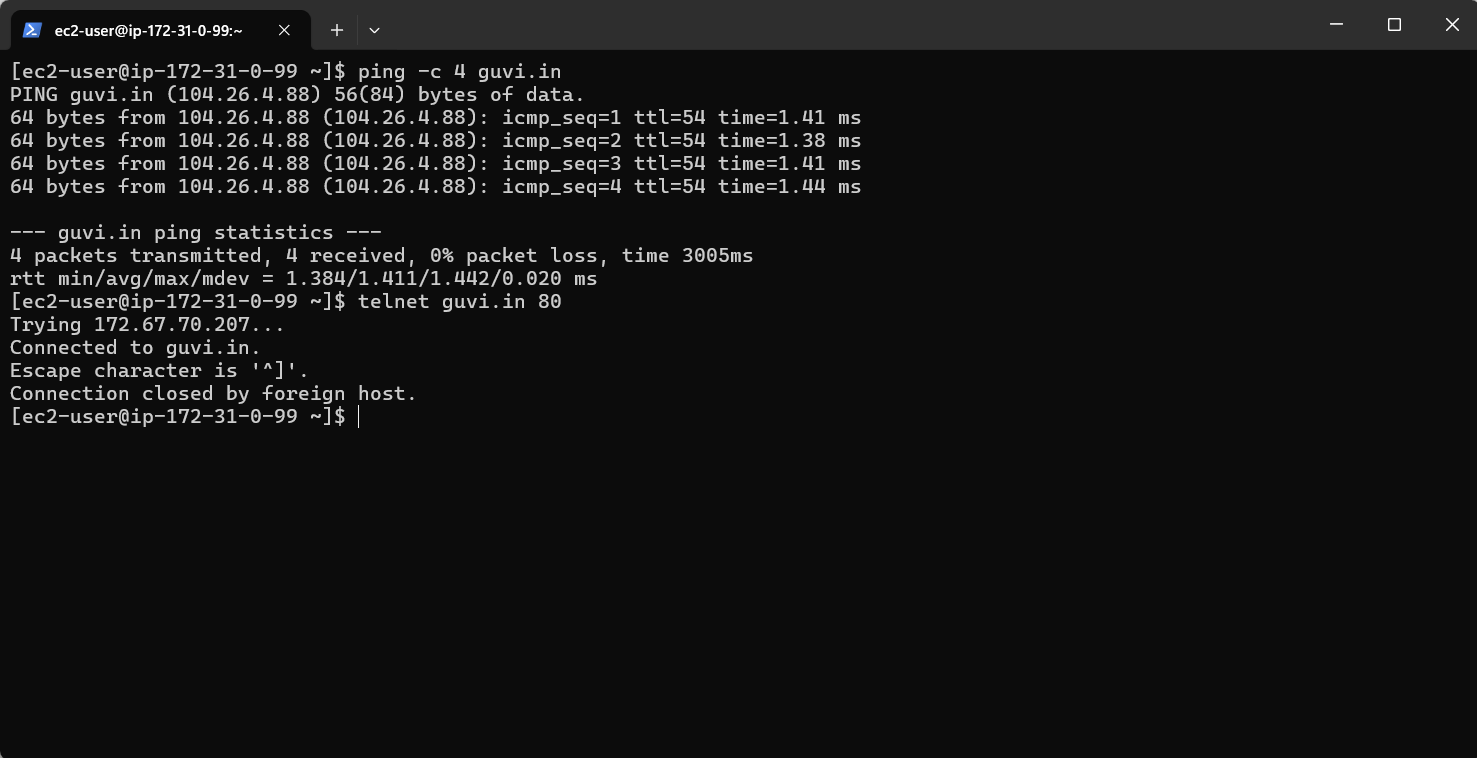 ec2-user@ip-172-31-0-99:~
[ec2-user@ip-172-31-0-99 ~]$ ping -c 4 guvi.in
PING guvi.in (104.26.4.88) 56(84) bytes of data.
64 bytes from 104.26.4.88 (104.26.4.88): icmp_seq=1 ttl=54 time=1.41 ms
64 bytes from 104.26.4.88 (104.26.4.88): icmp_seq=2 ttl=54 time=1.38 ms
64 bytes from 104.26.4.88 (104.26.4.88): icmp_seq=3 ttl=54 time=1.41 ms
64 bytes from 104.26.4.88 (104.26.4.88): icmp_seq=4 ttl=54 time=1.44 ms
--- guvi.in ping statistics ---
4 packets transmitted, 4 received, 0% packet loss, time 3005ms
rtt min/avg/max/mdev = 1.384/1.411/1.442/0.020 ms
[ec2-user@ip-172-31-0-99 ~]$ telnet guvi.in 80
Trying 172.67.70.207...
Connected to guvi.in.
Escape character is '^]'.
Connection closed by foreign host.
[ec2-user@ip-172-31-0-99 ~]$